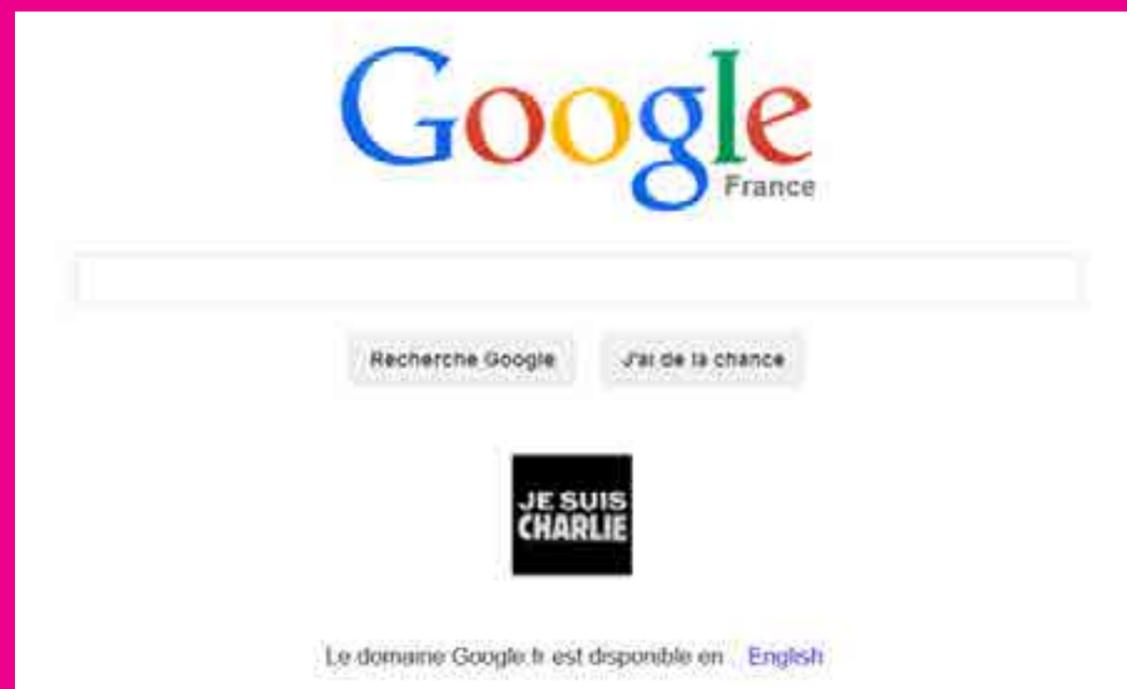 Google
France
Recherche Google J'ai de la chance
JE SUIS
CHARLIE
Le domaine Google.fr est disponible en : English